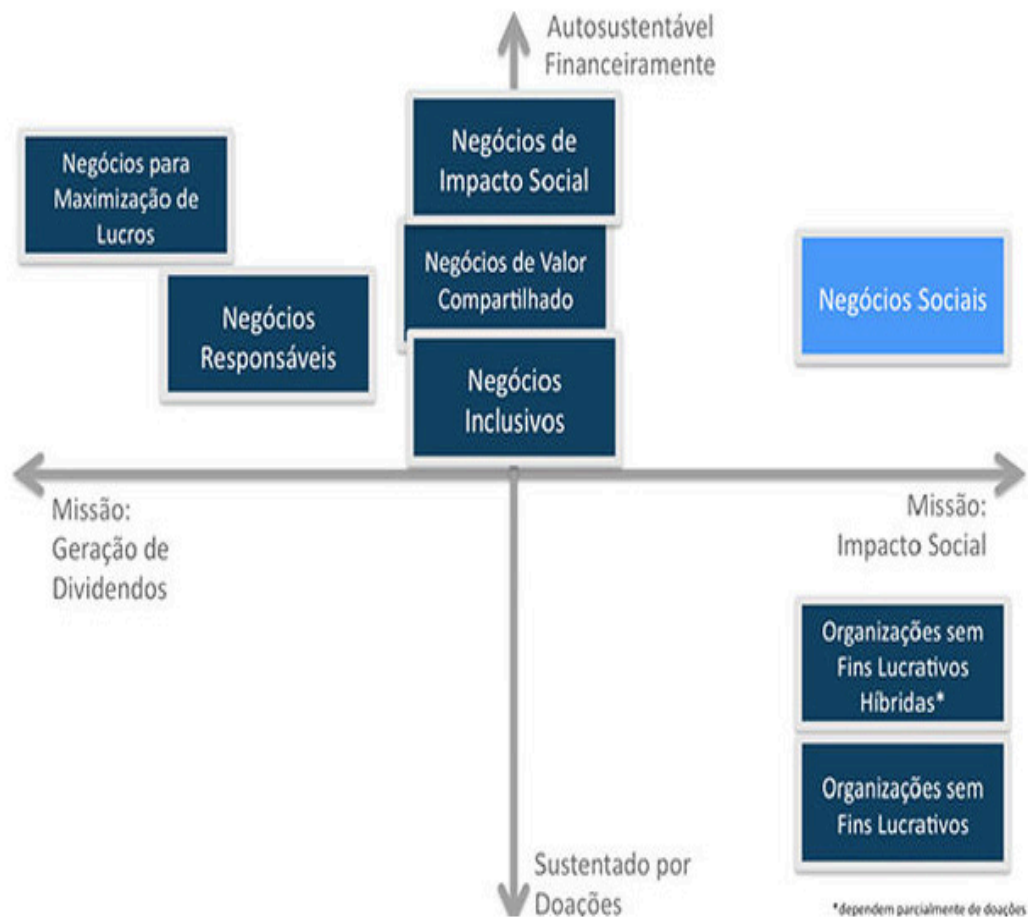 Autosustentável
Financeiramente
Negócios para
Maximização de
Lucros
Negócios de
Impacto Social
Negócios
Responsáveis
Negócios de Valor
Compartilhado
Negócios
Inclusivos
Negócios Sociais
Missão:
Geração de
Dividendos
Missão:
Impacto Social
Organizações sem
Fins Lucrativos
Híbridas*
Organizações sem
Fins Lucrativos
Sustentado por
Doações
*dependem parcialmente de doações